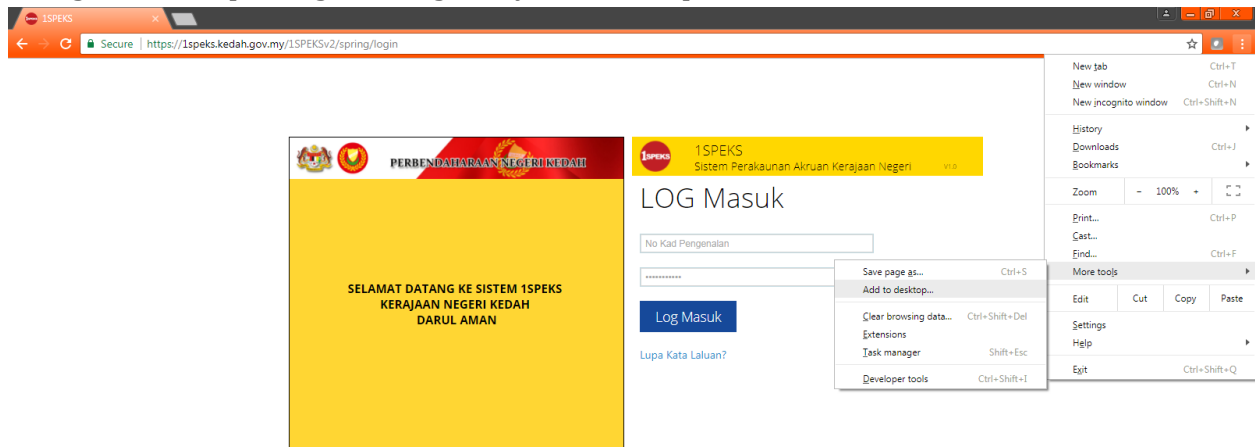 1SPEKS
Secure | https://1speks.kedah.gov.my/1SPEKSv2/spring/login
PERBENDAHARAAN NEGERI KEDAH
SELAMAT DATANG KE SISTEM 1SPEKS
KERAJAAN NEGERI KEDAH
DARUL AMAN
1SPEKS
1SPEKS
Sistem Perakaunan Akruan Kerajaan Negeri V1.0
LOG Masuk
No Kad Pengenalan
•••••••••••
Log Masuk
Lupa Kata Laluan?
Save page as... Ctrl+S
Add to desktop...
Clear browsing data... Ctrl+Shift+Del
Extensions
Task manager Shift+Esc
Developer tools Ctrl+Shift+I
New tab Ctrl+T
New window Ctrl+N
New incognito window Ctrl+Shift+N
History
Downloads Ctrl+J
Bookmarks
Zoom - 100% +
Print... Ctrl+P
Cast...
Find... Ctrl+F
More tools
Edit Cut Copy Paste
Settings
Help
Exit Ctrl+Shift+Q